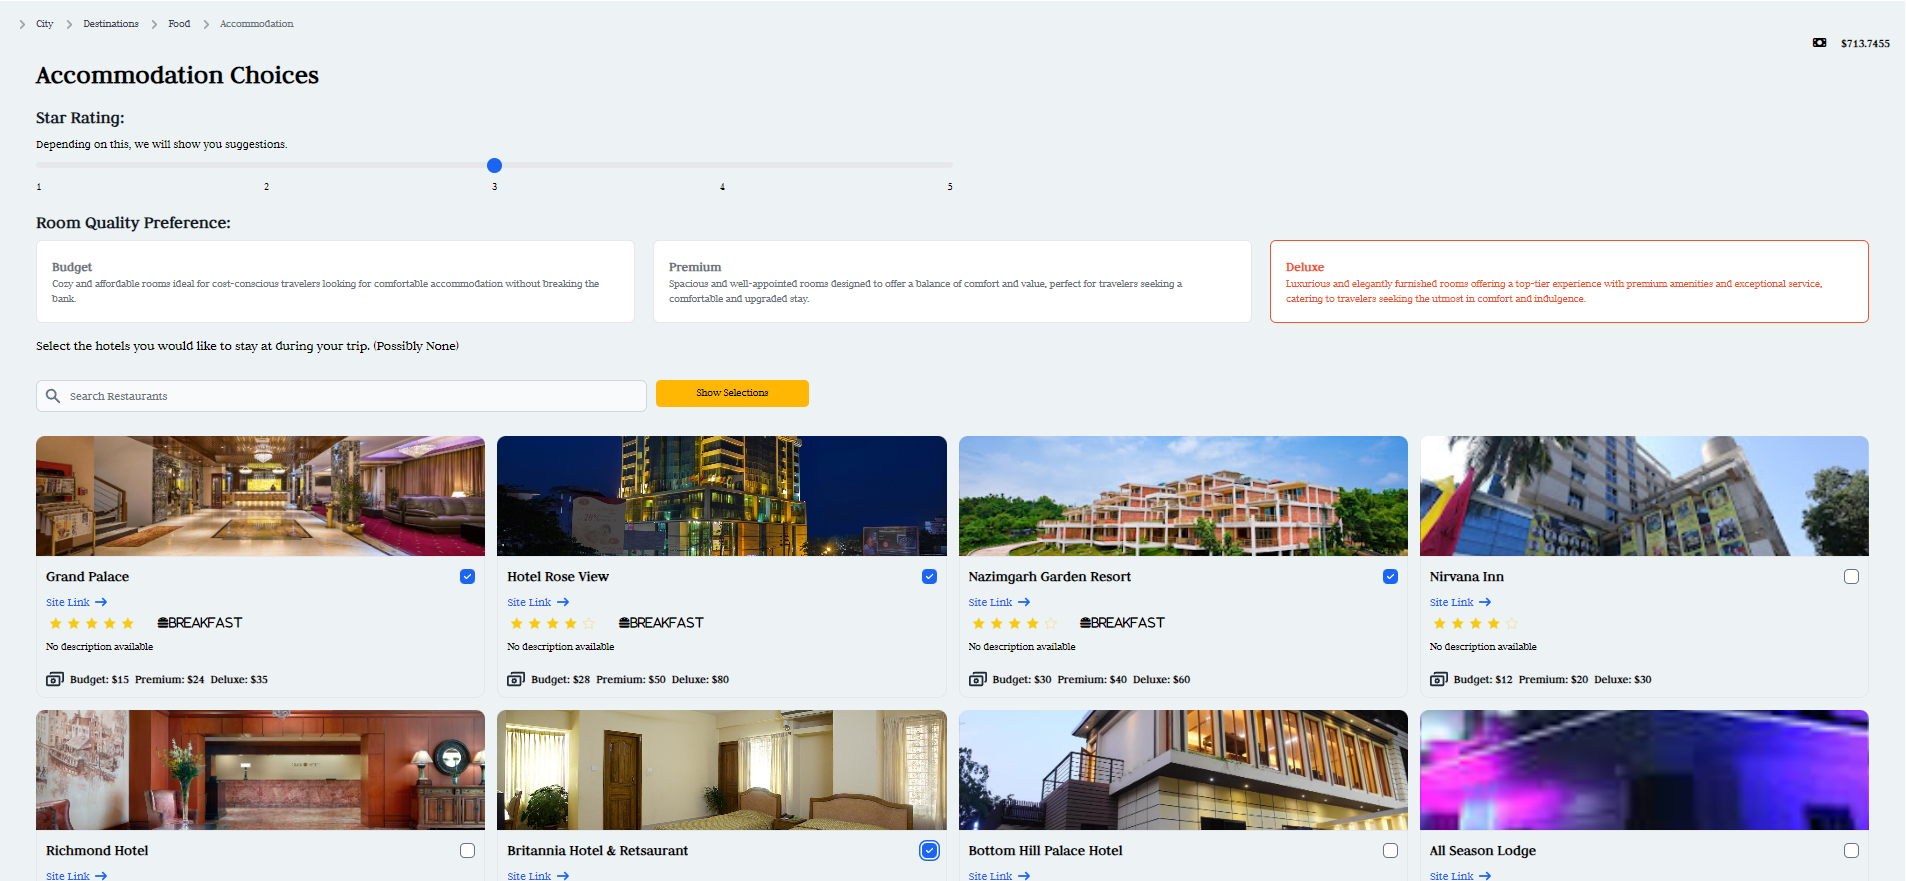 City Destinations Food Accommodation
$713.7455
Accommodation Choices
Star Rating:
Depending on this, we will show you suggestions.
1 2 3 4 5
Room Quality Preference:
Budget
Cozy and affordable rooms ideal for cost-conscious travelers looking for comfortable accommodation without breaking the
bank.
Premium
Spacious and well-appointed rooms designed to offer a balance of comfort and value, perfect for travelers seeking a
comfortable and upgraded stay.
Deluxe
Luxurious and elegantly furnished rooms offering a top-tier experience with premium amenities and exceptional service,
catering to travelers seeking the utmost in comfort and indulgence.
Select the hotels you would like to stay at during your trip. (Possibly None)
Search Restaurants
Show Selections
Grand Palace
Site Link
BREAKFAST
No description available
Budget: $15 Premium: $24 Deluxe: $35
Hotel Rose View
Site Link
BREAKFAST
No description available
Budget: $28 Premium: $50 Deluxe: $80
Nazimgarh Garden Resort
Site Link
BREAKFAST
No description available
Budget: $30 Premium: $40 Deluxe: $60
Nirvana Inn
Site Link
No description available
Budget: $12 Premium: $20 Deluxe: $30
Richmond Hotel
Site Link
Britannia Hotel & Retsaurant
Site Link
Bottom Hill Palace Hotel
Site Link
All Season Lodge
Site Link